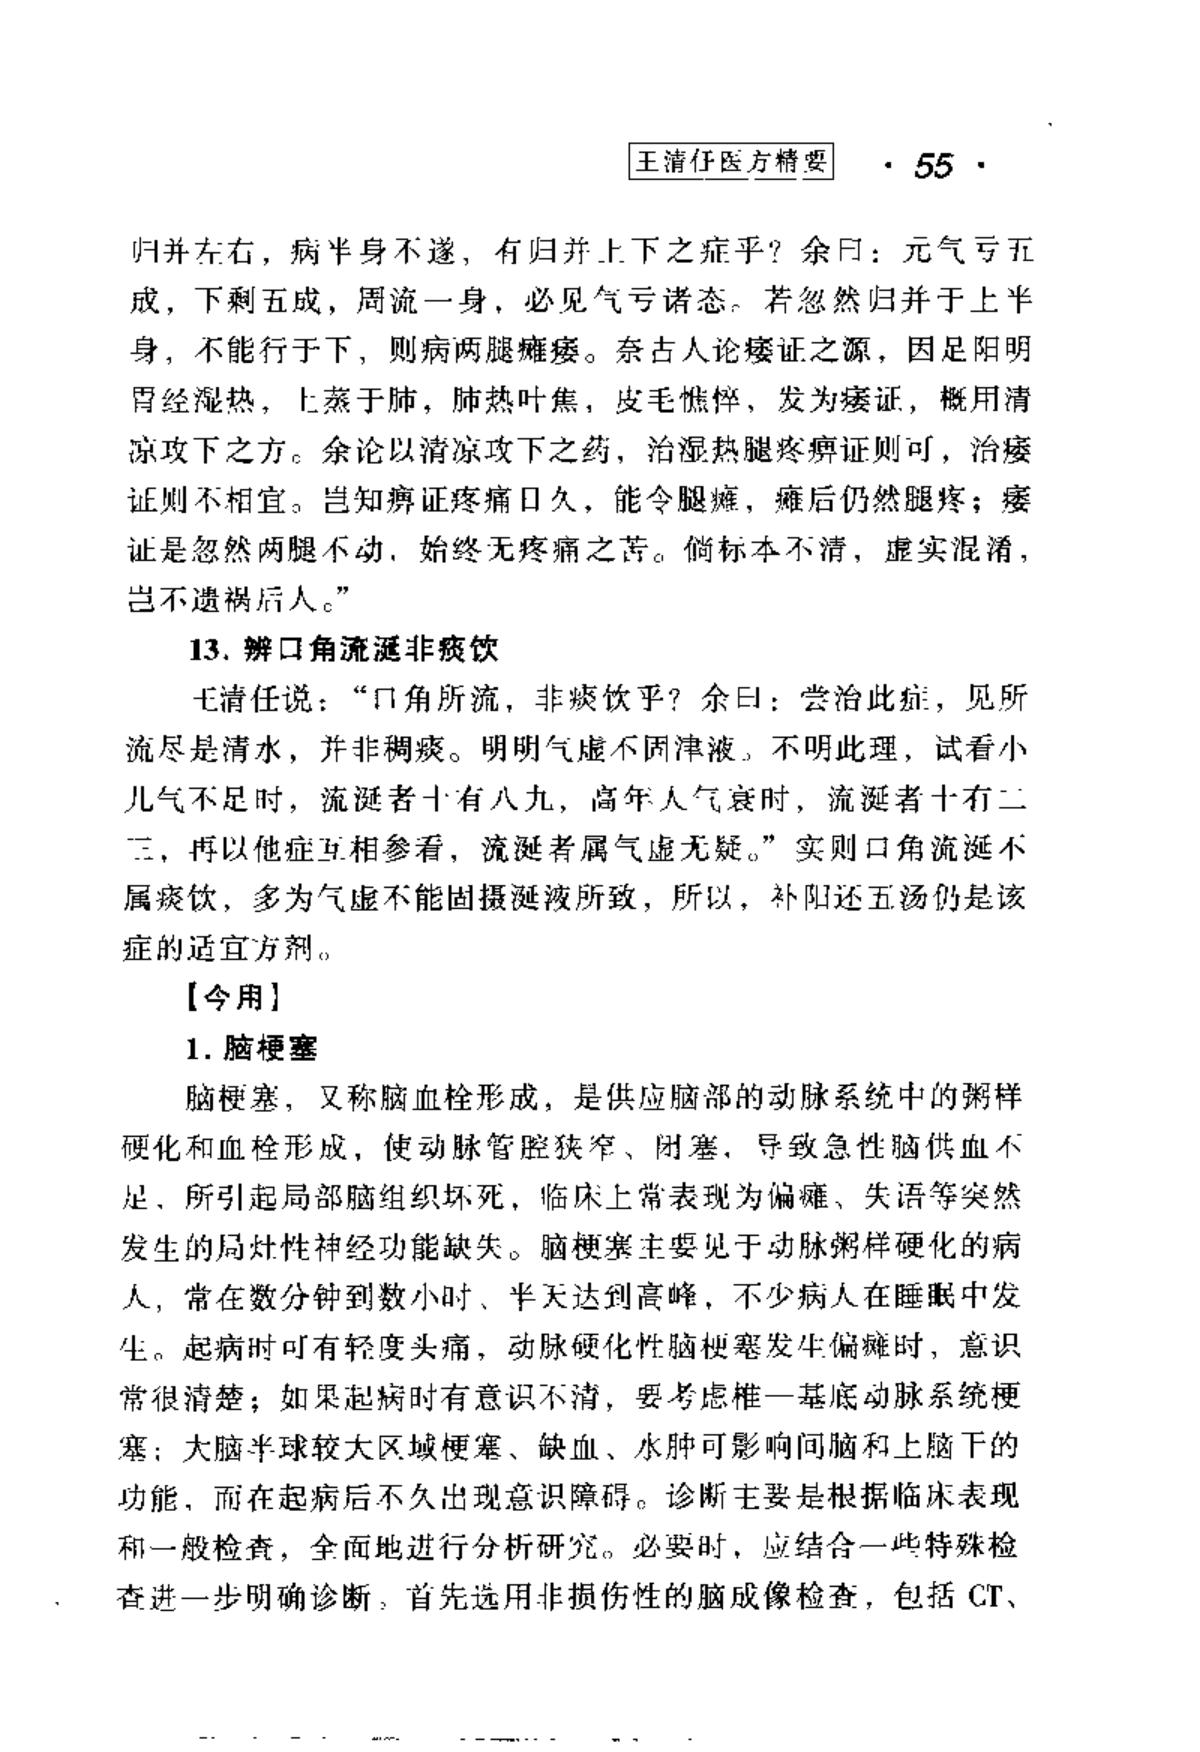 王清任医方精要 · 55 ·
归并左右，病半身不遂，有归并上下之症乎？余曰：元气亏五
成，下剩五成，周流一身，必见气亏诸态。若忽然归并于上半
身，不能行于下，则病两腿瘫痿。奈古人论痿证之源，因足阳明
胃经湿热，上蒸于肺，肺热叶焦，皮毛憔悴，发为痿证，概用清
凉攻下之方。余论以清凉攻下之药，治湿热腿疼痹证则可，治痿
证则不相宜。岂知痹证疼痛日久，能令腿瘫，瘫后仍然腿疼；痿
证是忽然两腿不动，始终无疼痛之苦。倘标本不清，虚实混淆，
岂不遗祸后人。”
13. 辨口角流涎非痰饮
王清任说：“口角所流，非痰饮乎？余曰：尝治此症，见所
流尽是清水，并非稠痰。明明气虚不固津液。不明此理，试看小
儿气不足时，流涎者十有八九，高年人气衰时，流涎者十有二
三，再以他症互相参看，流涎者属气虚无疑。”实则口角流涎不
属痰饮，多为气虚不能固摄涎液所致，所以，补阳还五汤仍是该
症的适宜方剂。
【今用】
1. 脑梗塞
脑梗塞，又称脑血栓形成，是供应脑部的动脉系统中的粥样
硬化和血栓形成，使动脉管腔狭窄、闭塞，导致急性脑供血不
足，所引起局部脑组织坏死，临床上常表现为偏瘫、失语等突然
发生的局灶性神经功能缺失。脑梗塞主要见于动脉粥样硬化的病
人，常在数分钟到数小时、半天达到高峰，不少病人在睡眠中发
生。起病时可有轻度头痛，动脉硬化性脑梗塞发生偏瘫时，意识
常很清楚；如果起病时有意识不清，要考虑椎—基底动脉系统梗
塞；大脑半球较大区域梗塞、缺血、水肿可影响间脑和上脑干的
功能，而在起病后不久出现意识障碍。诊断主要是根据临床表现
和一般检查，全面地进行分析研究。必要时，应结合一些特殊检
查进一步明确诊断。首先选用非损伤性的脑成像检查，包括 CT、